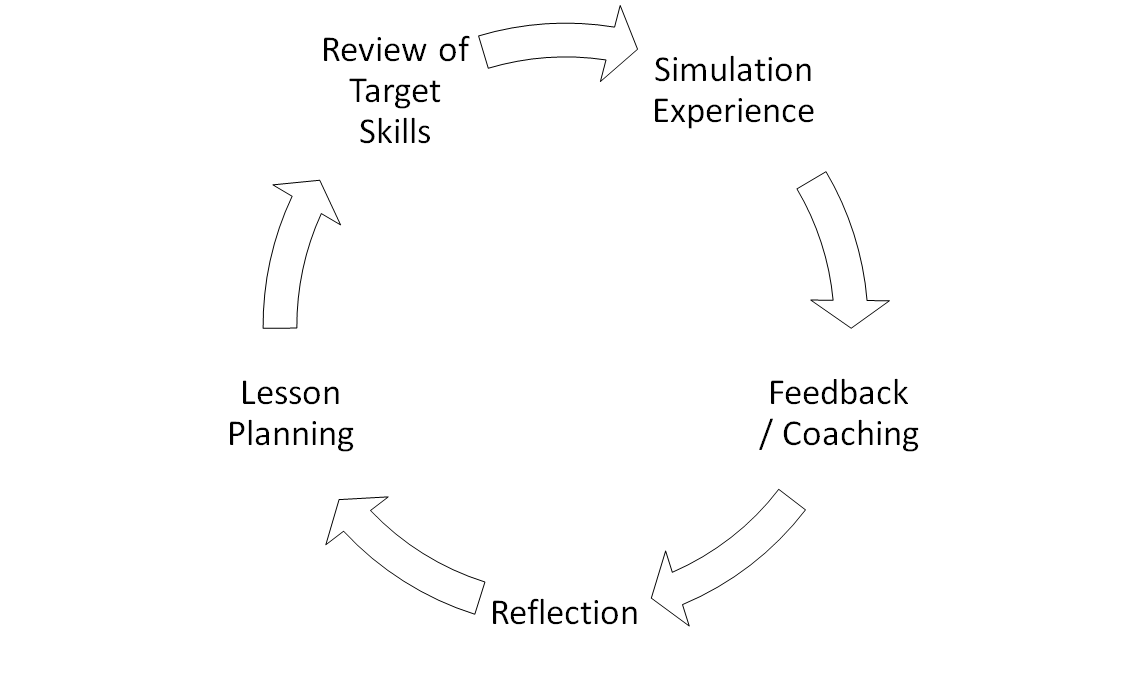 Review of
Target
Skills
Simulation
Experience
Feedback
/ Coaching
Reflection
Lesson
Planning